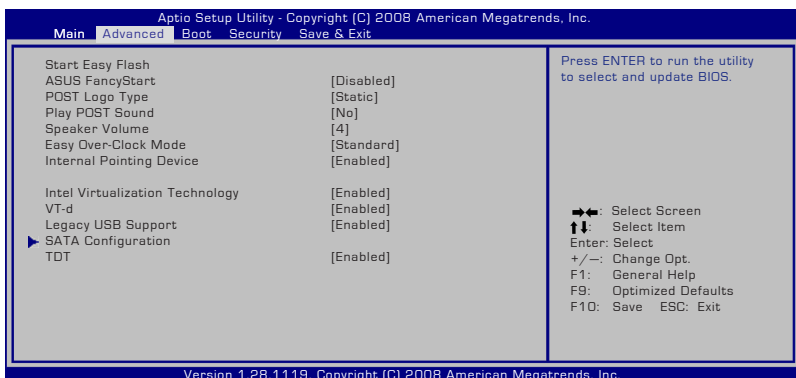 Aptio Setup Utility - Copyright (C) 2008 American Megatrends, Inc.
Main Advanced Boot Security Save & Exit
Start Easy Flash
ASUS FancyStart [Disabled]
POST Logo Type [Static]
Play POST Sound [No]
Speaker Volume [4]
Easy Over-Clock Mode [Standard]
Internal Pointing Device [Enabled]
Intel Virtualization Technology [Enabled]
VT-d [Enabled]
Legacy USB Support [Enabled]
SATA Configuration
TDT [Enabled]
Press ENTER to run the utility
to select and update BIOS.
→←: Select Screen
↑↓: Select Item
Enter: Select
+/—: Change Opt.
F1: General Help
F9: Optimized Defaults
F10: Save ESC: Exit
Version 1.28.1119. Copyright (C) 2008 American Megatrends, Inc.